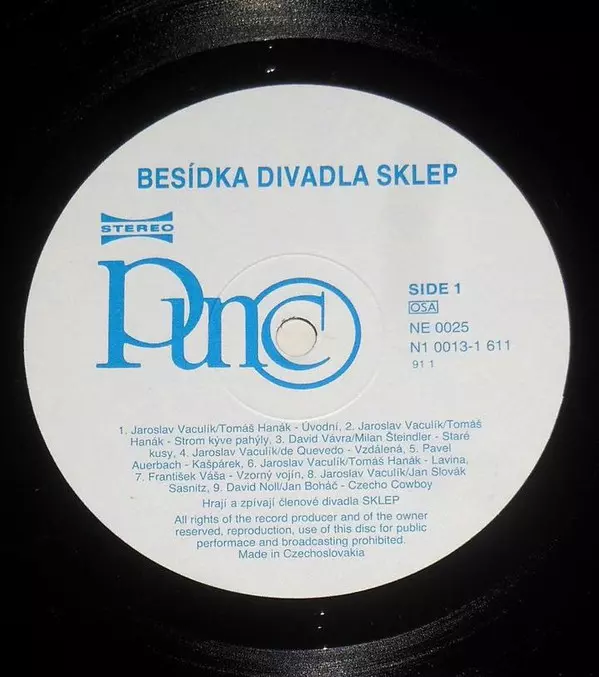 BESÍDKA DIVADLA SKLEP
STEREO
Punc
SIDE 1
OSA
NE 0025
N1 0013-1 611
91 1
1. Jaroslav Vaculík/Tomáš Hanák - Úvodní, 2. Jaroslav Vaculík/Tomáš
Hanák - Strom kýve pahýly, 3. David Vávra/Milan Šteindler - Staré
kusy, 4. Jaroslav Vaculík/de Quevedo - Vzdálená, 5. Pavel
Auerbach - Kašpárek, 6. Jaroslav Vaculík/Tomáš Hanák - Lavina,
7. František Váša - Vzorný vojín, 8. Jaroslav Vaculík/Jan Slovák
Sasnitz, 9. David Noll/Jan Boháč - Czecho Cowboy
Hrají a zpívají členové divadla SKLEP
All rights of the record producer and of the owner
reserved, reproduction, use of this disc for public
performace and broadcasting prohibited.
Made in Czechoslovakia